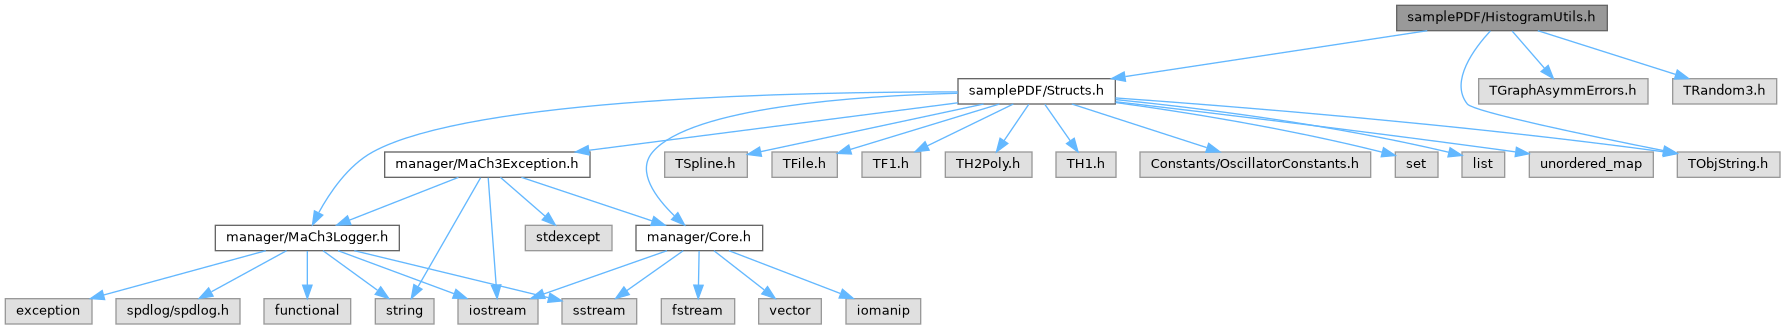 samplePDF/HistogramUtils.h
samplePDF/Structs.h
TGraphAsymmErrors.h
TRandom3.h
manager/MaCh3Exception.h
TSpline.h
TFile.h
TF1.h
TH2Poly.h
TH1.h
Constants/OscillatorConstants.h
set
list
unordered_map
TObjString.h
manager/MaCh3Logger.h
stdexcept
manager/Core.h
exception
spdlog/spdlog.h
functional
string
iostream
sstream
fstream
vector
iomanip